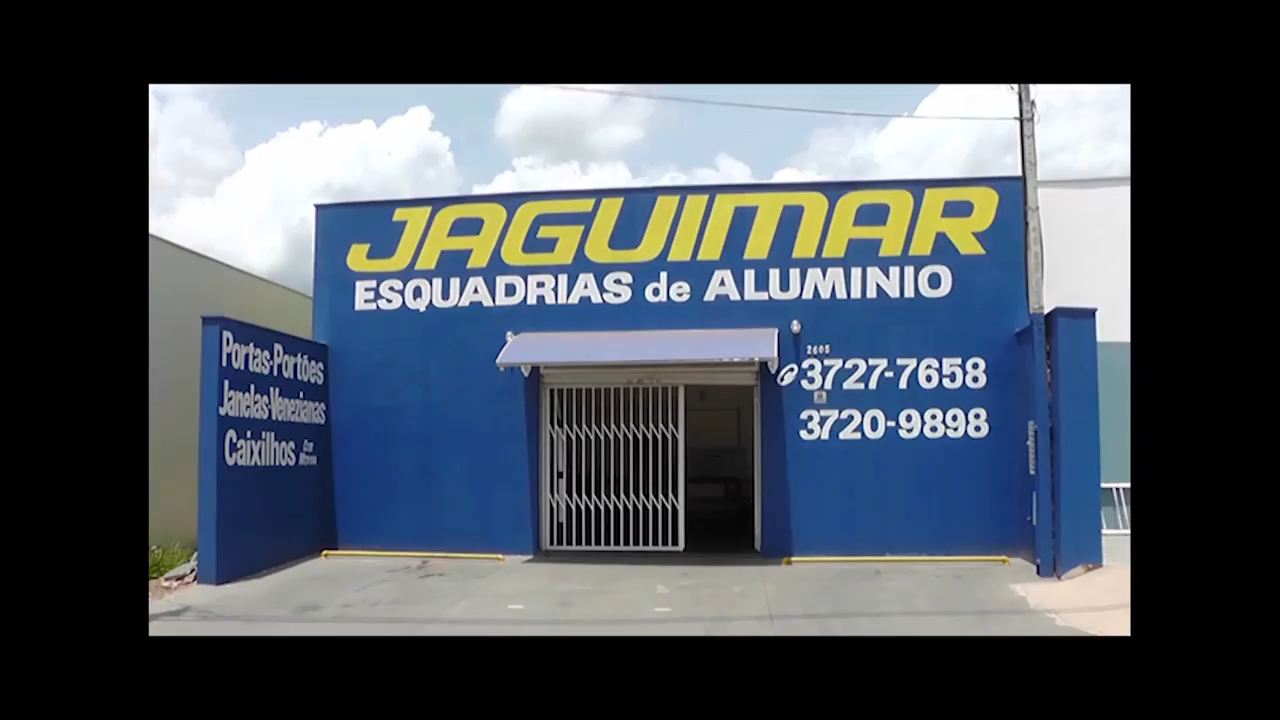 JAGUIMAR
ESQUADRIAS de ALUMINIO
Portas-Portões
Janelas-Venezianas
Caixilhos
2605
3727-7658
3720-9898